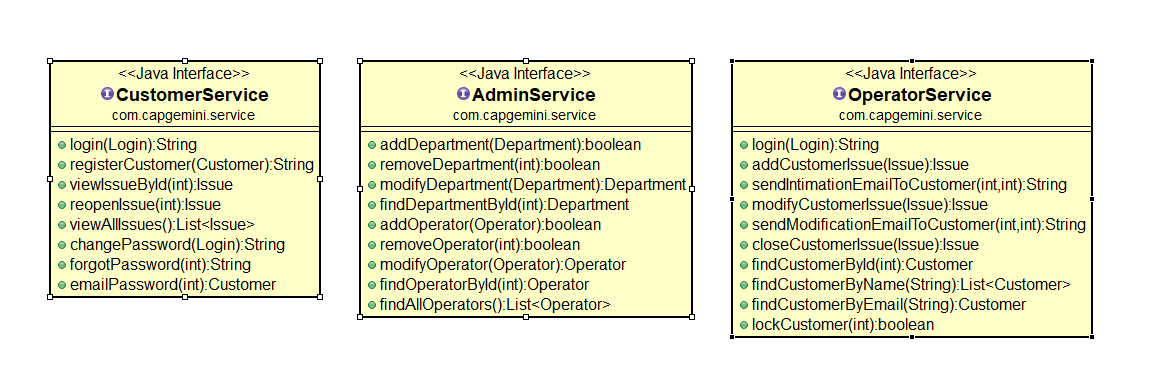 <<Java Interface>>
CustomerService
com.capgemini.service
login(Login):String
registerCustomer(Customer):String
viewIssueById(int):Issue
reopenIssue(int):Issue
viewAllIssues():List<Issue>
changePassword(Login):String
forgotPassword(int):String
emailPassword(int):Customer
<<Java Interface>>
AdminService
com.capgemini.service
addDepartment(Department):boolean
removeDepartment(int):boolean
modifyDepartment(Department):Department
findDepartmentById(int):Department
addOperator(Operator):boolean
removeOperator(int):boolean
modifyOperator(Operator):Operator
findOperatorById(int):Operator
findAllOperators():List<Operator>
<<Java Interface>>
OperatorService
com.capgemini.service
login(Login):String
addCustomerIssue(Issue):Issue
sendIntimationEmailToCustomer(int,int):String
modifyCustomerIssue(Issue):Issue
sendModificationEmailToCustomer(int,int):String
closeCustomerIssue(Issue):Issue
findCustomerById(int):Customer
findCustomerByName(String):List<Customer>
findCustomerByEmail(String):Customer
lockCustomer(int):boolean